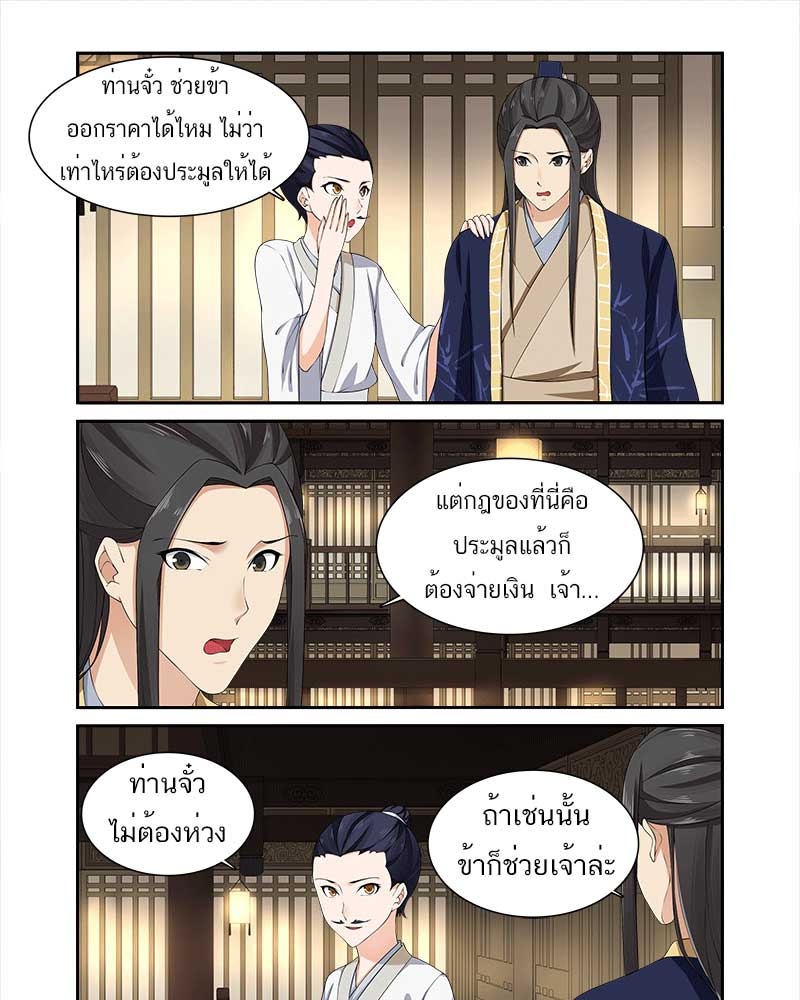 ท่านจั๋ว ช่วยข้า
ออกราคาได้ไหม ไม่ว่า
เท่าไหร่ต้องประมูลให้ได้
แต่กฎของที่นี่คือ
ประมูลแล้วก็
ต้องจ่ายเงิน เจ้า...
ท่านจั๋ว
ไม่ต้องห่วง
ถ้าเช่นนั้น
ข้าก็ช่วยเจ้าล่ะ